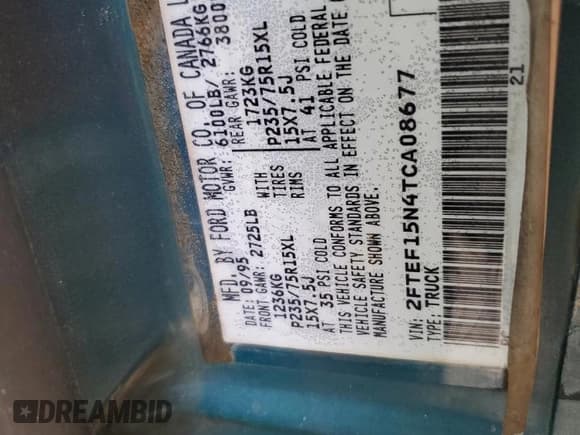 MFD. BY FORD MOTOR CO. OF CANADA L
DATE: 09/95 GVWR: 6100LB/ 2766KG
FRONT GAWR: 2725LB REAR GAWR: 3800
1236KG WITH 1723KG
P235/75R15XL TIRES P235/75R15XL
15X7.5J RIMS 15X7.5J
AT 35 PSI COLD AT 41 PSI COLD
THIS VEHICLE CONFORMS TO ALL APPLICABLE FEDERAL
VEHICLE SAFETY STANDARDS IN EFFECT ON THE DATE
MANUFACTURE SHOWN ABOVE.
2FTEF15N4TCA08677
TYPE: TRUCK 21
DREAMBID